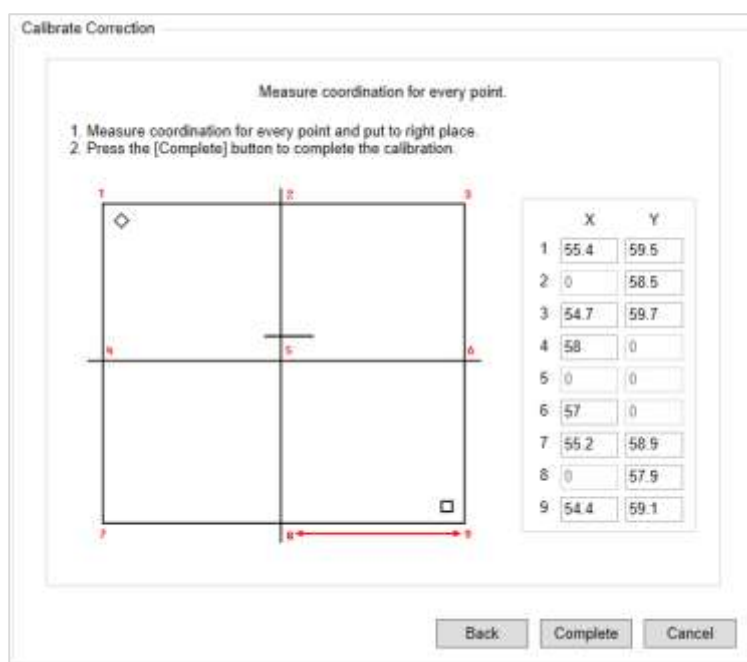 Calibrate Correction
Measure coordination for every point.
1. Measure coordination for every point and put to right place.
2. Press the [Complete] button to complete the calibration.
1 2 3
4 5 6
7 8 9
X Y
1 55.4 59.5
2 0 58.5
3 54.7 59.7
4 58 0
5 0 0
6 57 0
7 55.2 58.9
8 0 57.9
9 54.4 59.1
Back Complete Cancel